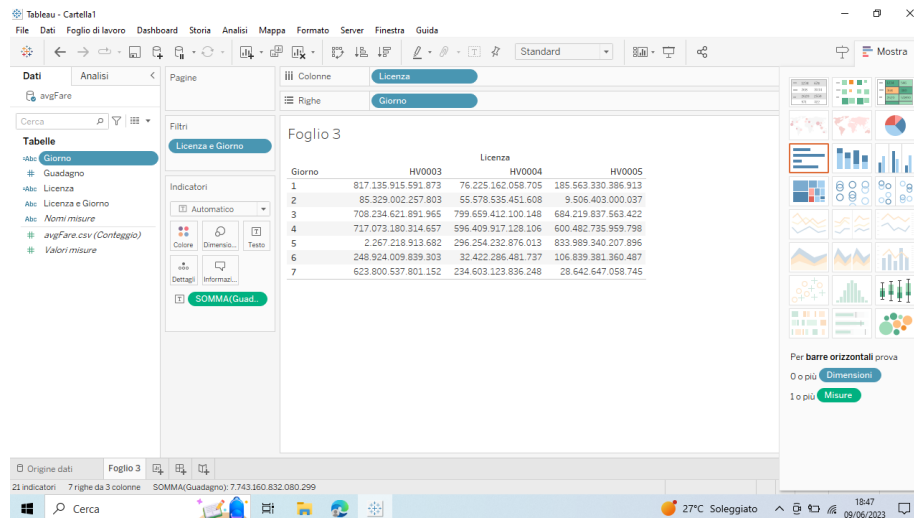 Tableau - Cartella1
File Dati Foglio di lavoro Dashboard Storia Analisi Mappa Formato Server Finestra Guida
Standard
Mostra
Dati Analisi
avgFare
Cerca
Tabelle
Abc Giorno
# Guadagno
Abc Licenza
Abc Licenza e Giorno
Abc Nomi misure
# avgFare.csv (Conteggio)
# Valori misure
Pagine
Filtri
Licenza e Giorno
Indicatori
Automatico
Colore Dimensio... Testo
Dettagli Informazi...
SOMMA(Guad..
Colonne Licenza
Righe Giorno
Foglio 3
Licenza
Giorno HV0003 HV0004 HV0005
1 817.135.915.591.873 76.225.162.058.705 185.563.330.386.913
2 85.329.002.257.803 55.578.535.451.608 9.506.403.000.037
3 708.234.621.891.965 799.659.412.100.148 684.219.837.563.422
4 717.073.180.314.657 596.409.917.128.106 600.482.735.959.798
5 2.267.218.913.682 296.254.232.876.013 833.989.340.207.896
6 248.924.009.839.303 32.422.286.481.737 106.839.381.360.487
7 623.800.537.801.152 234.603.123.836.248 28.642.647.058.745
Per barre orizzontali prova
0 o più Dimensioni
1 o più Misure
Origine dati Foglio 3
21 indicatori 7 righe da 3 colonne SOMMA(Guadagno): 7.743.160.832.080.299
Cerca
27°C Soleggiato
18:47
09/06/2023